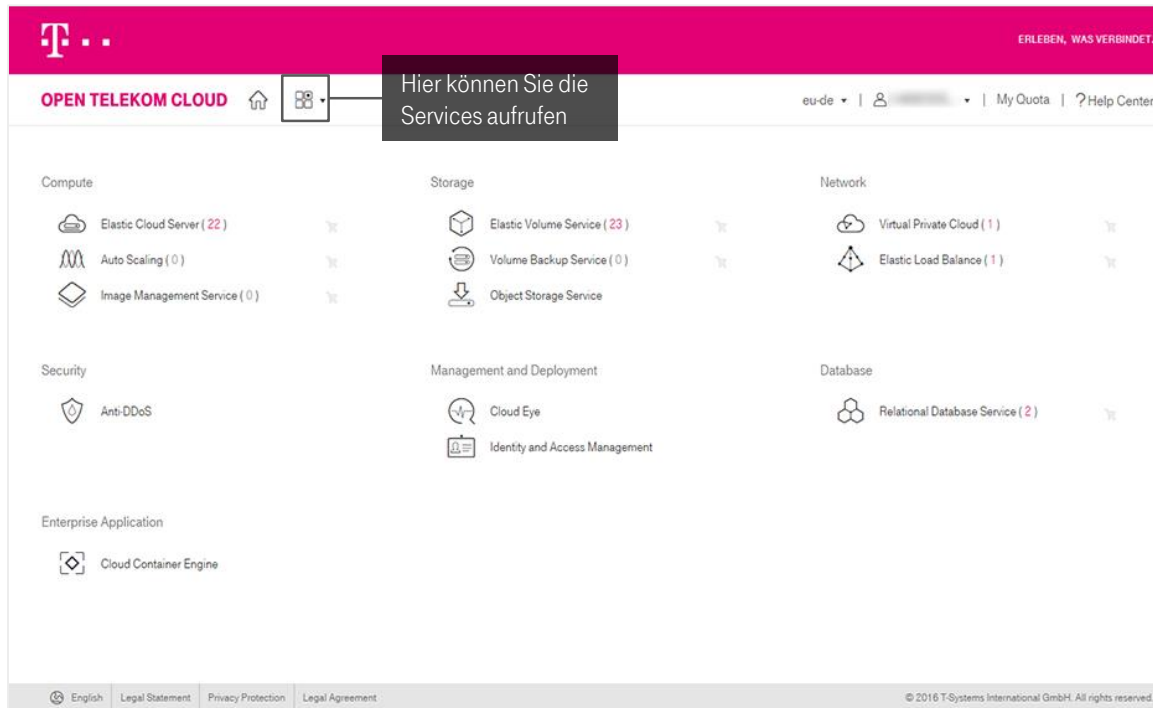 T
ERLEBEN, WAS VERBINDET.
OPEN TELEKOM CLOUD
Hier können Sie die
Services aufrufen
eu-de | | My Quota | ? Help Center
Compute
Elastic Cloud Server ( 22 )
Auto Scaling ( 0 )
Image Management Service ( 0 )
Storage
Elastic Volume Service ( 23 )
Volume Backup Service ( 0 )
Object Storage Service
Network
Virtual Private Cloud ( 1 )
Elastic Load Balance ( 1 )
Security
Anti-DDoS
Management and Deployment
Cloud Eye
Identity and Access Management
Database
Relational Database Service ( 2 )
Enterprise Application
Cloud Container Engine
English | Legal Statement | Privacy Protection | Legal Agreement
© 2016 T-Systems International GmbH. All rights reserved.